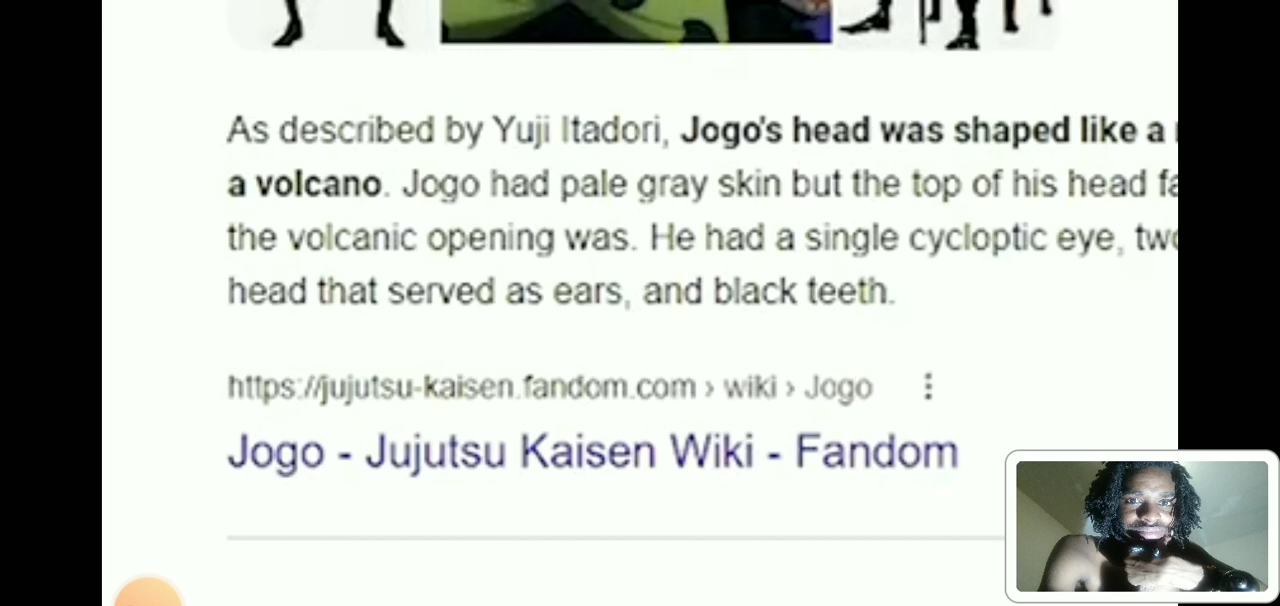 As described by Yuji Itadori, Jogo's head was shaped like a
a volcano. Jogo had pale gray skin but the top of his head
the volcanic opening was. He had a single cycloptic eye,
head that served as ears, and black teeth.
https://jujutsu-kaisen.fandom.com › wiki › Jogo
Jogo - Jujutsu Kaisen Wiki - Fandom